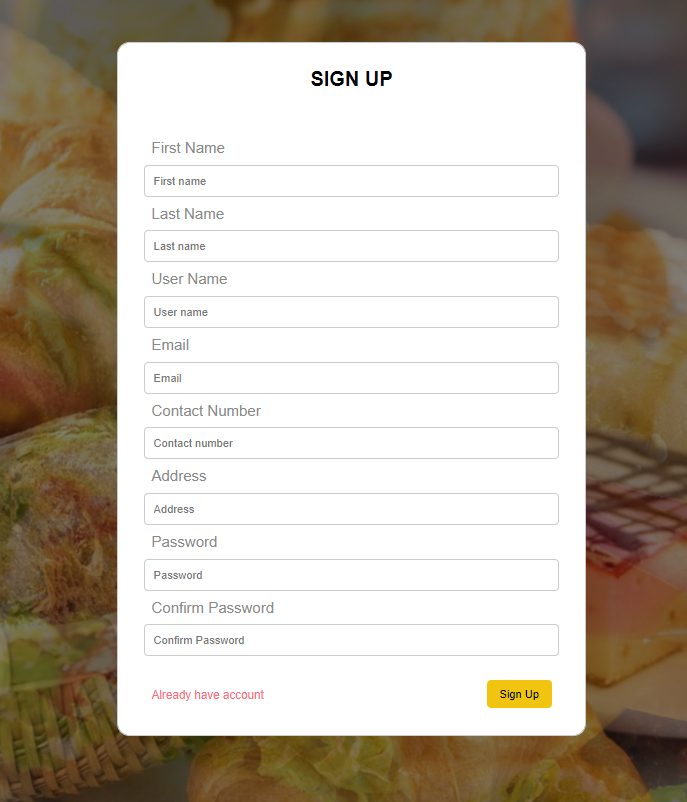 SIGN UP
First Name
First name
Last Name
Last name
User Name
User name
Email
Email
Contact Number
Contact number
Address
Address
Password
Password
Confirm Password
Confirm Password
Already have account
Sign Up